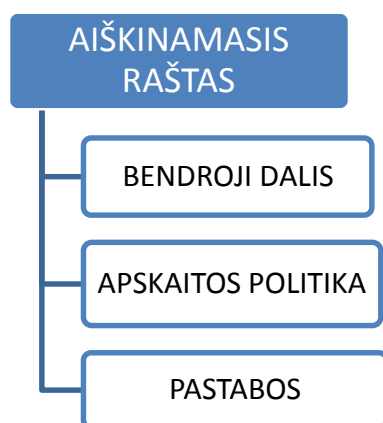 AIŠKINAMASIS
RAŠTAS
BENDROJI DALIS
APSKAITOS POLITIKA
PASTABOS